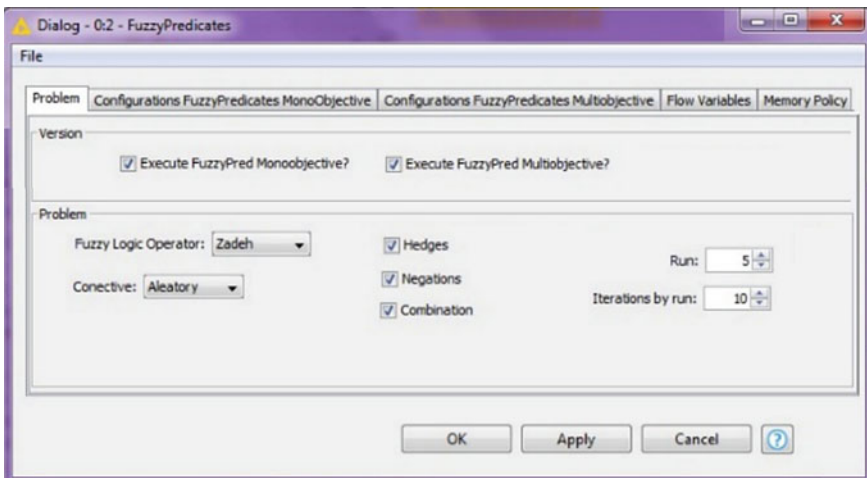 Dialog - 0:2 - FuzzyPredicates
File
Problem Configurations FuzzyPredicates MonoObjective Configurations FuzzyPredicates Multiobjective Flow Variables Memory Policy
Version
Execute FuzzyPred Monoobjective? Execute FuzzyPred Multiobjective?
Problem
Fuzzy Logic Operator: Zadeh Hedges
Run: 5
Conective: Aleatory Negations
Iterations by run: 10
Combination
OK Apply Cancel ?